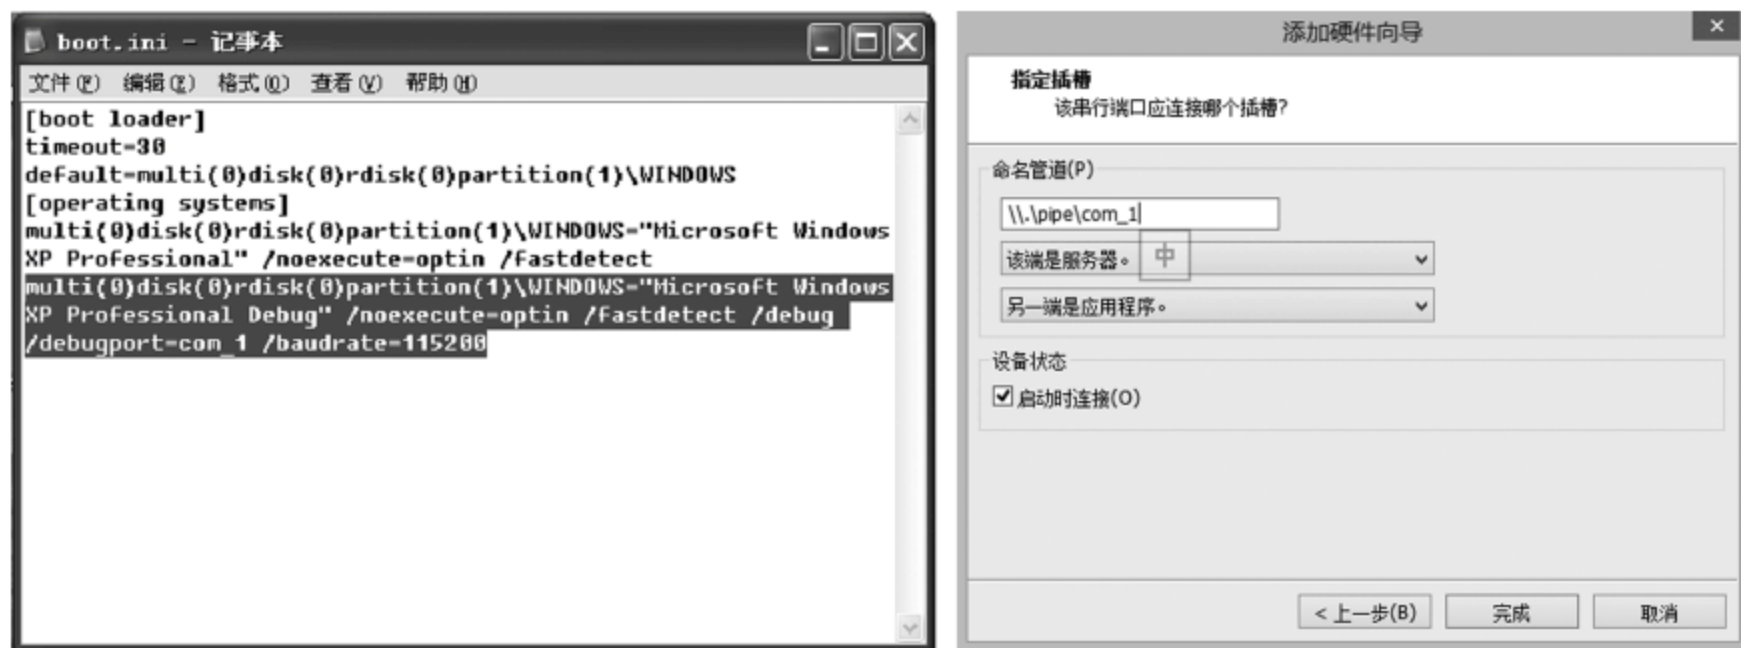 boot.ini - 记事本
文件(F) 编辑(E) 格式(O) 查看(V) 帮助(H)
[boot loader]
timeout=30
default=multi(0)disk(0)rdisk(0)partition(1)\WINDOWS
[operating systems]
multi(0)disk(0)rdisk(0)partition(1)\WINDOWS="Microsoft Windows
XP Professional" /noexecute=optin /fastdetect
multi(0)disk(0)rdisk(0)partition(1)\WINDOWS="Microsoft Windows
XP Professional Debug" /noexecute=optin /fastdetect /debug
/debugport=com_1 /baudrate=115200
添加硬件向导
指定插槽
该串行端口应连接哪个插槽?
命名管道(P)
\\.\pipe\com_1
该端是服务器。
中
另一端是应用程序。
设备状态
启动时连接(O)
< 上一步(B) 完成 取消